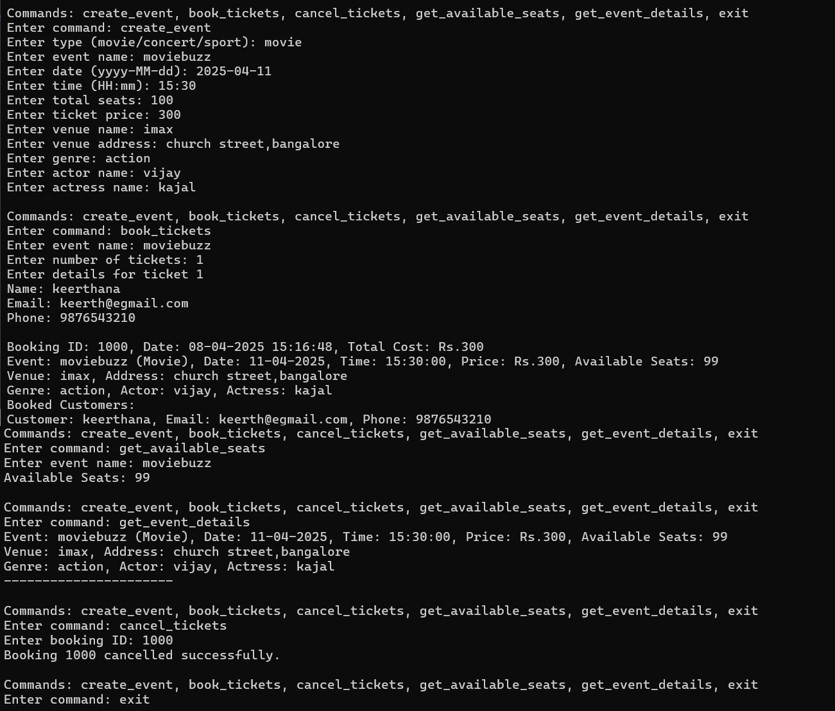 Commands: create_event, book_tickets, cancel_tickets, get_available_seats, get_event_details, exit
Enter command: create_event
Enter type (movie/concert/sport): movie
Enter event name: moviebuzz
Enter date (yyyy-MM-dd): 2025-04-11
Enter time (HH:mm): 15:30
Enter total seats: 100
Enter ticket price: 300
Enter venue name: imax
Enter venue address: church street,bangalore
Enter genre: action
Enter actor name: vijay
Enter actress name: kajal
Commands: create_event, book_tickets, cancel_tickets, get_available_seats, get_event_details, exit
Enter command: book_tickets
Enter event name: moviebuzz
Enter number of tickets: 1
Enter details for ticket 1
Name: keerthana
Email: keerth@egmail.com
Phone: 9876543210
Booking ID: 1000, Date: 08-04-2025 15:16:48, Total Cost: Rs.300
Event: moviebuzz (Movie), Date: 11-04-2025, Time: 15:30:00, Price: Rs.300, Available Seats: 99
Venue: imax, Address: church street,bangalore
Genre: action, Actor: vijay, Actress: kajal
Booked Customers:
Customer: keerthana, Email: keerth@egmail.com, Phone: 9876543210
Commands: create_event, book_tickets, cancel_tickets, get_available_seats, get_event_details, exit
Enter command: get_available_seats
Enter event name: moviebuzz
Available Seats: 99
Commands: create_event, book_tickets, cancel_tickets, get_available_seats, get_event_details, exit
Enter command: get_event_details
Event: moviebuzz (Movie), Date: 11-04-2025, Time: 15:30:00, Price: Rs.300, Available Seats: 99
Venue: imax, Address: church street,bangalore
Genre: action, Actor: vijay, Actress: kajal
----------------------
Commands: create_event, book_tickets, cancel_tickets, get_available_seats, get_event_details, exit
Enter command: cancel_tickets
Enter booking ID: 1000
Booking 1000 cancelled successfully.
Commands: create_event, book_tickets, cancel_tickets, get_available_seats, get_event_details, exit
Enter command: exit